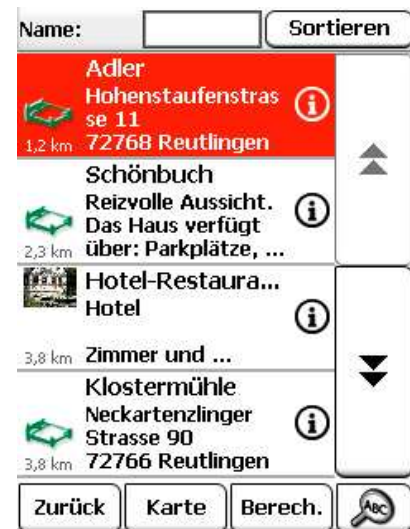 Name:
Sortieren
Adler
Hohenstaufenstras
se 11
1,2 km 72768 Reutlingen
Schönbuch
Reizvolle Aussicht.
Das Haus verfügt
2,3 km über: Parkplätze, ...
Hotel-Restaura...
Hotel
3,8 km Zimmer und ...
Klostermühle
Neckartenzlinger
Strasse 90
3,8 km 72766 Reutlingen
Zurück Karte Berech. ABC